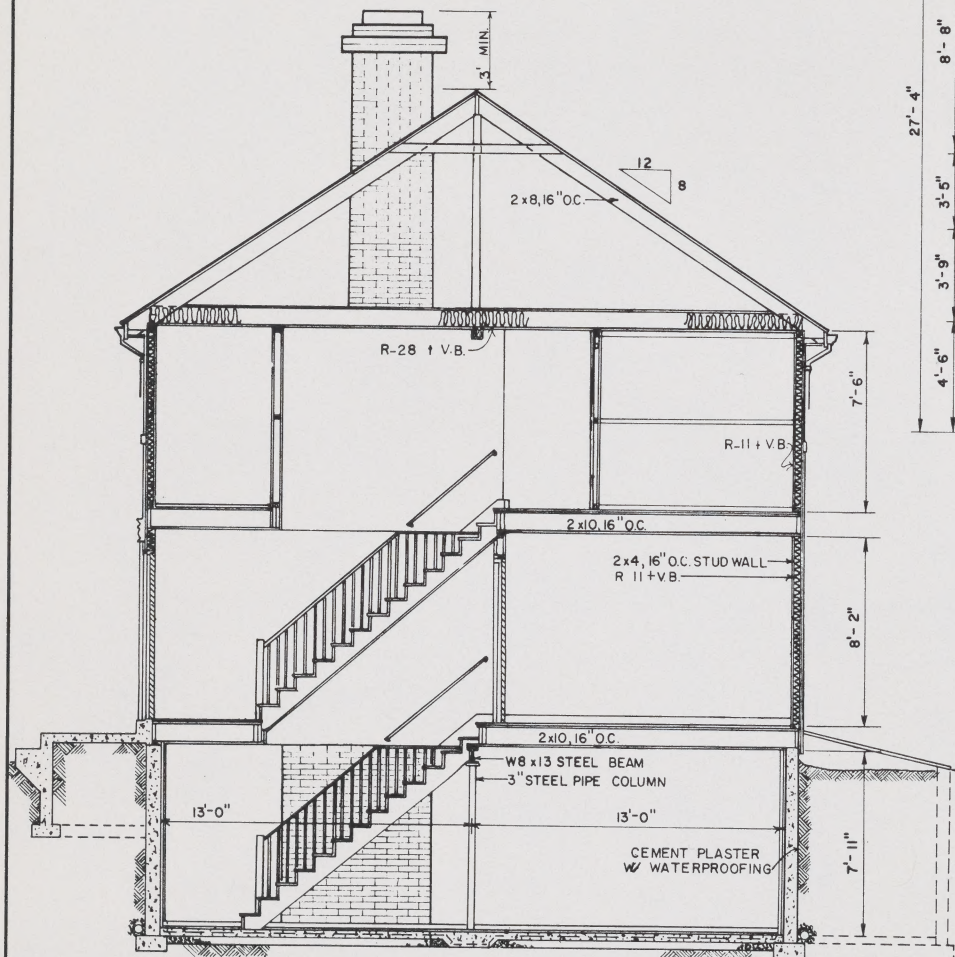 3' MIN.
8'-8"
27'-4"
12
8
2x8,16"O.C.
3'-5"
3'-9"
R-28 + V.B.
4'-6"
7'-6"
R-11 + V.B.
2x10,16"O.C.
2x4, 16"O.C. STUD WALL
R 11 +V.B.
8'-2"
2x10,16"O.C.
W8 x13 STEEL BEAM
3" STEEL PIPE COLUMN
13'-0"
13'-0"
CEMENT PLASTER
W/ WATERPROOFING
7'-11"